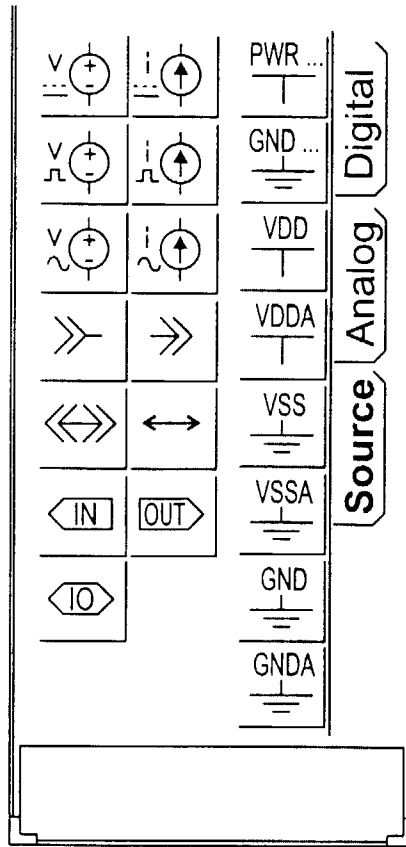 V
i
PWR ...
V
i
GND ...
V
i
VDD
VDDA
VSS
IN
OUT
VSSA
IO
GND
GNDA
Digital
Analog
Source